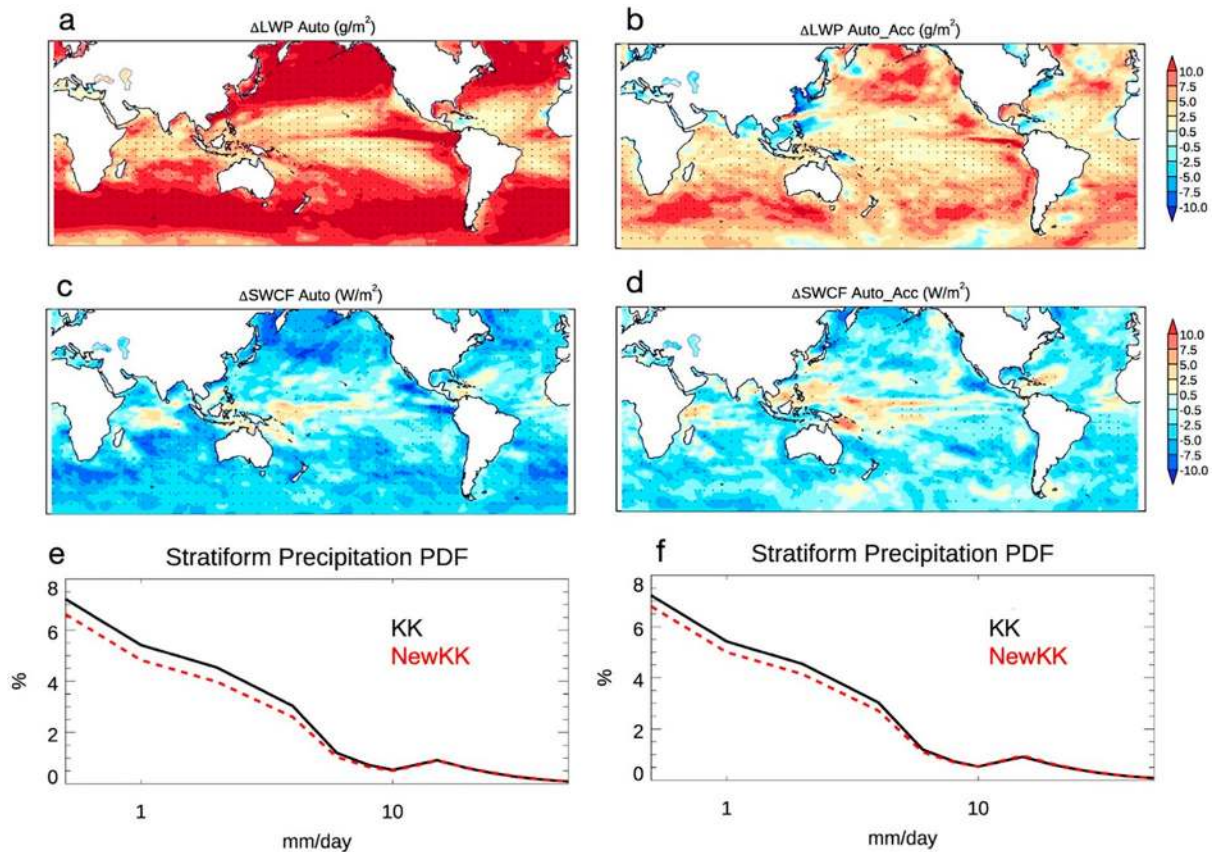 a
ΔLWP Auto (g/m²)
b
ΔLWP Auto_Acc (g/m²)
10.0
7.5
5.0
2.5
0.5
-0.5
-2.5
-5.0
-7.5
-10.0
c
ΔSWCF Auto (W/m²)
d
ΔSWCF Auto_Acc (W/m²)
10.0
7.5
5.0
2.5
0.5
-0.5
-2.5
-5.0
-7.5
-10.0
e
Stratiform Precipitation PDF
8
6
4
2
0
%
KK
NewKK
1
10
mm/day
f
Stratiform Precipitation PDF
8
6
4
2
0
%
KK
NewKK
1
10
mm/day